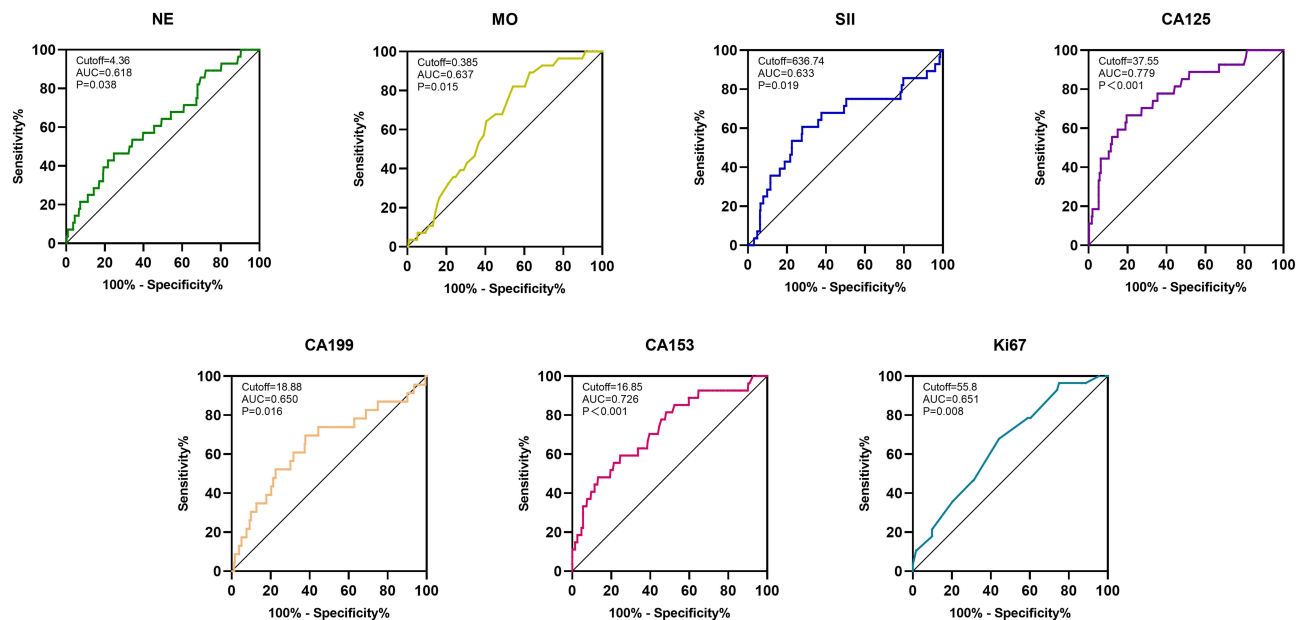 NE
Cutoff=4.36
AUC=0.618
P=0.038
Sensitivity%
100
80
60
40
20
0
0 20 40 60 80 100
100% - Specificity%
MO
Cutoff=0.385
AUC=0.637
P=0.015
Sensitivity%
100
80
60
40
20
0
0 20 40 60 80 100
100% - Specificity%
SII
Cutoff=636.74
AUC=0.633
P=0.019
Sensitivity%
100
80
60
40
20
0
0 20 40 60 80 100
100% - Specificity%
CA125
Cutoff=37.55
AUC=0.779
P<0.001
Sensitivity%
100
80
60
40
20
0
0 20 40 60 80 100
100% - Specificity%
CA199
Cutoff=18.88
AUC=0.650
P=0.016
Sensitivity%
100
80
60
40
20
0
0 20 40 60 80 100
100% - Specificity%
CA153
Cutoff=16.85
AUC=0.726
P<0.001
Sensitivity%
100
80
60
40
20
0
0 20 40 60 80 100
100% - Specificity%
Ki67
Cutoff=55.8
AUC=0.651
P=0.008
Sensitivity%
100
80
60
40
20
0
0 20 40 60 80 100
100% - Specificity%